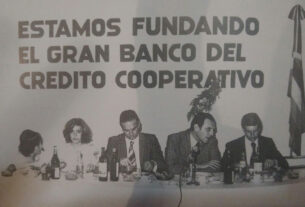 ESTAMOS FUNDANDO
EL GRAN BANCO DEL
CREDITO COOPERATIVO